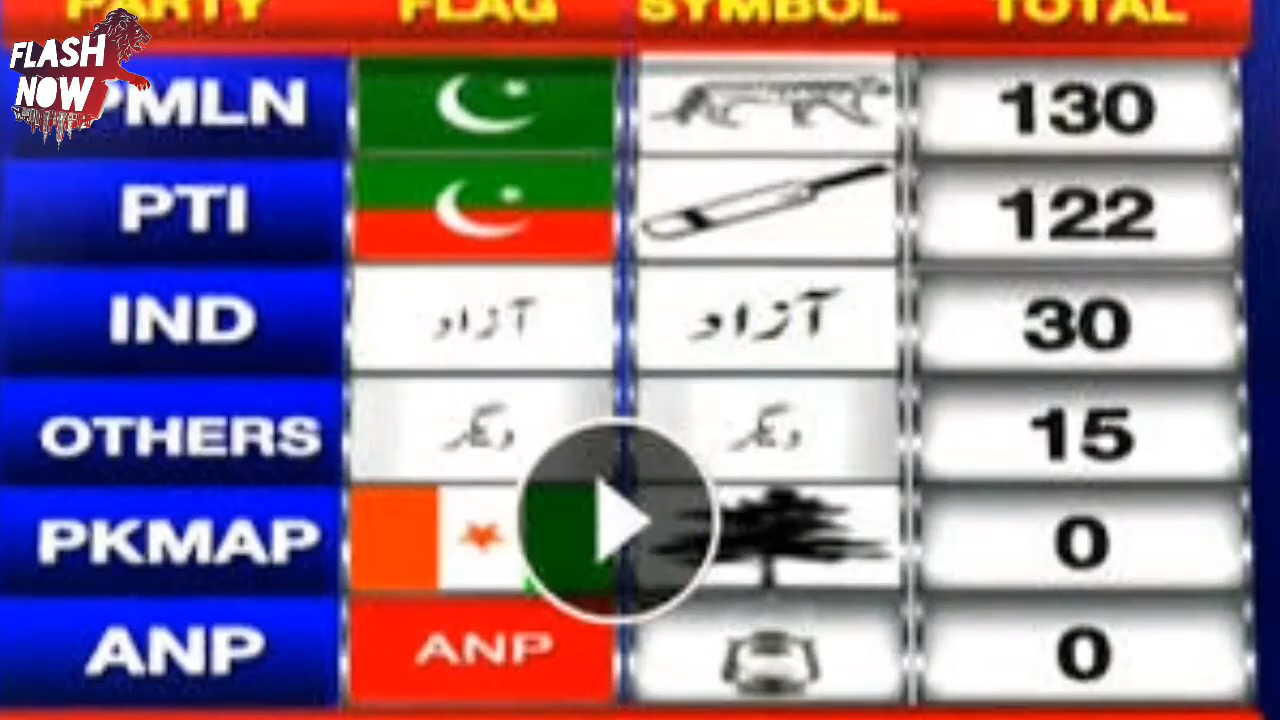 PARTY FLAG SYMBOL TOTAL
FLASH
NOW
PMLN 130
PTI 122
IND آزاد آزاد 30
OTHERS دیگر دیگر 15
PKMAP 0
ANP ANP 0